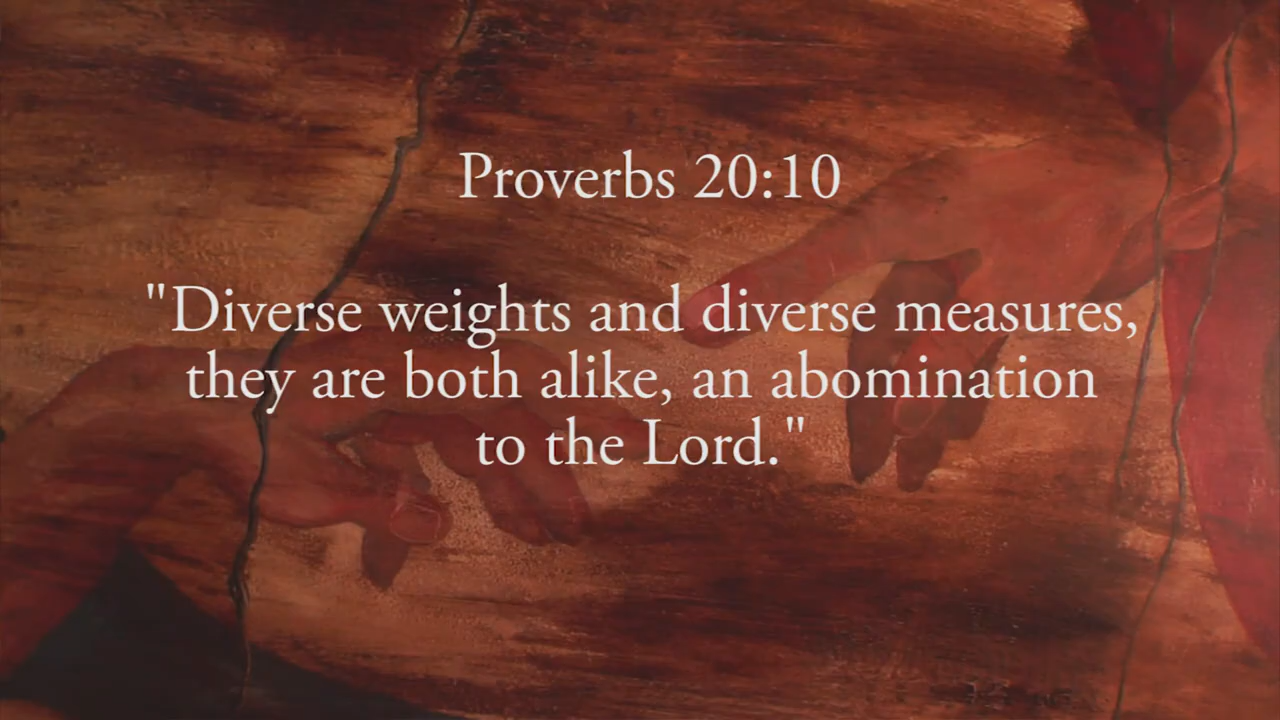 Proverbs 20:10
"Diverse weights and diverse measures,
they are both alike, an abomination
to the Lord."